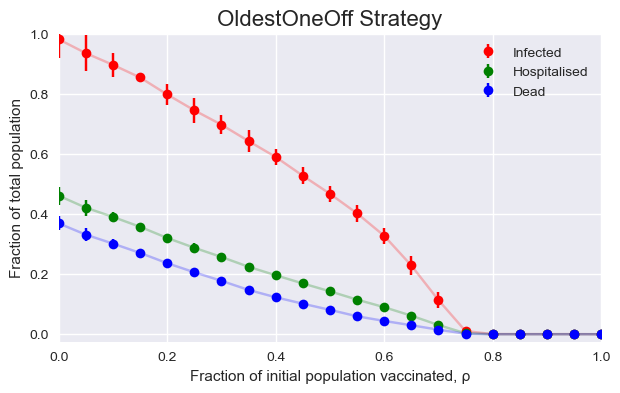 OldestOneOff Strategy
Fraction of total population
1.0
0.8
0.6
0.4
0.2
0.0
Infected
Hospitalised
Dead
0.0 0.2 0.4 0.6 0.8 1.0
Fraction of initial population vaccinated, ρ